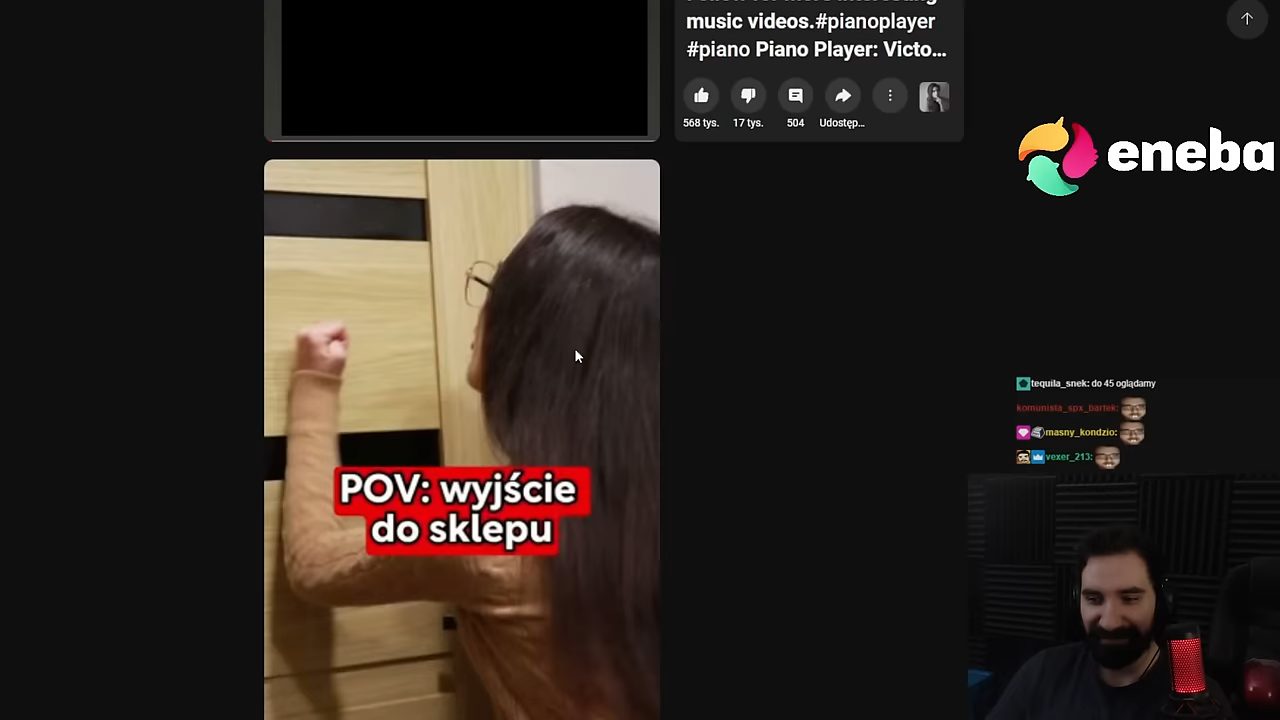 music videos.#pianoplayer
#piano Piano Player: Victo...
568 tys.
17 tys.
504
Udostęp...
eneba
tequila_snek: do 45 oglądamy
komunista_spx_bartek:
masny_kondzio:
vexer_213:
POV: wyjście
do sklepu